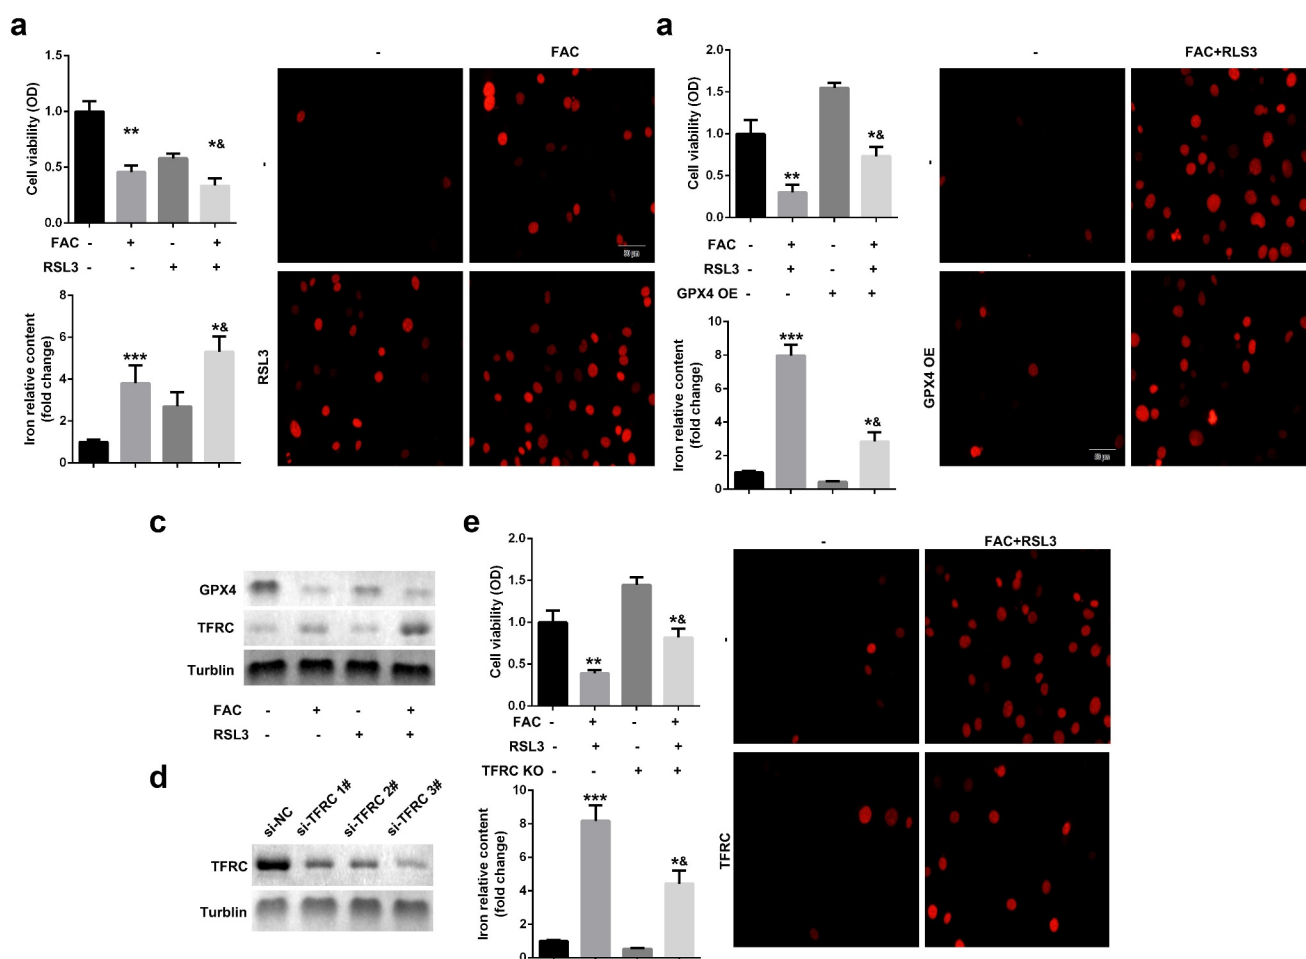 a
1.5
1.0
0.5
0.0
Cell viability (OD)
**
*&
FAC - + - +
RSL3 - - + +
8
6
4
2
0
Iron relative content
(fold change)
***
*&
- FAC
-
RSL3
a
2.0
1.5
1.0
0.5
0.0
Cell viability (OD)
**
*&
FAC - + - +
RSL3 - + - +
GPX4 OE - - + +
10
8
6
4
2
0
Iron relative content
(fold change)
***
*&
- FAC+RLS3
-
GPX4 OE
c
GPX4
TFRC
Turblin
FAC - + - +
RSL3 - - + +
d
si-NC si-TFRC 1# si-TFRC 2# si-TFRC 3#
TFRC
Turblin
e
2.0
1.5
1.0
0.5
0.0
Cell viability (OD)
**
*&
FAC - + - +
RSL3 - + - +
TFRC KO - - + +
10
8
6
4
2
0
Iron relative content
(fold change)
***
*&
- FAC+RSL3
-
TFRC